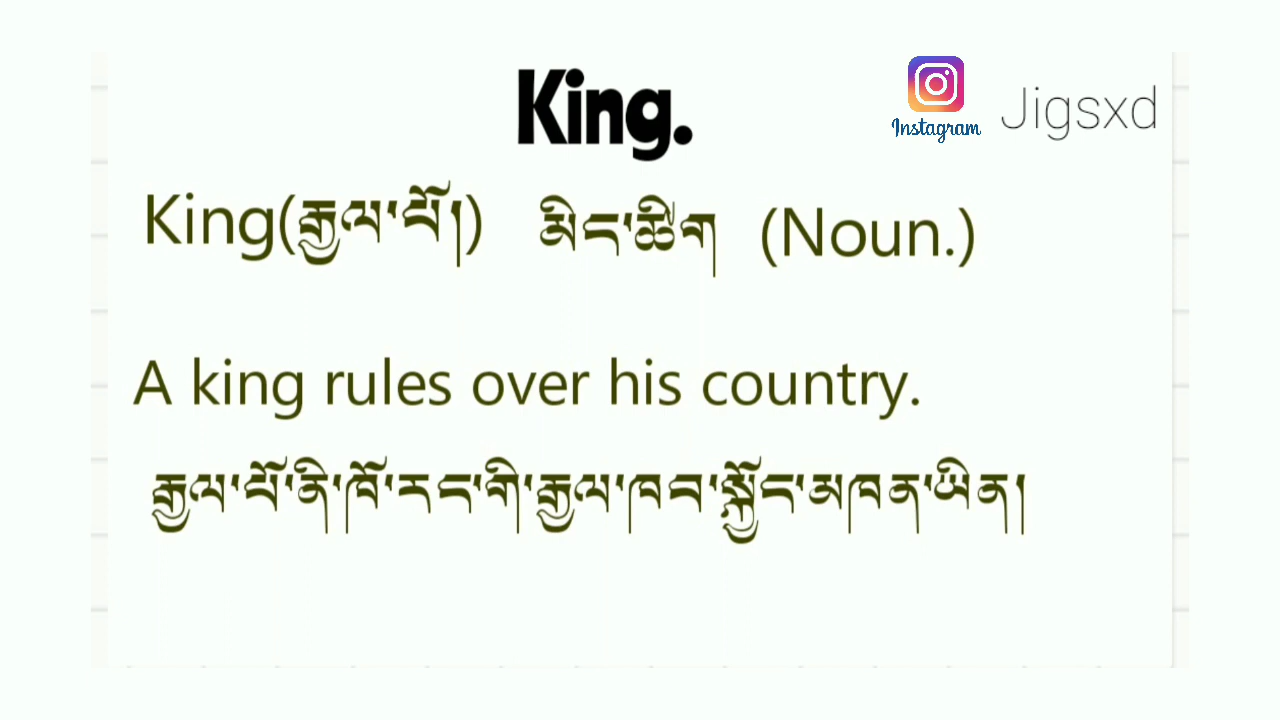 King.
Instagram Jigsxd
King(རྒྱལ་པོ།) མིང་ཚིག (Noun.)
A king rules over his country.
རྒྱལ་པོ་ནི་ཁོ་རང་གི་རྒྱལ་ཁབ་སྐྱོང་མཁན་ཡིན།